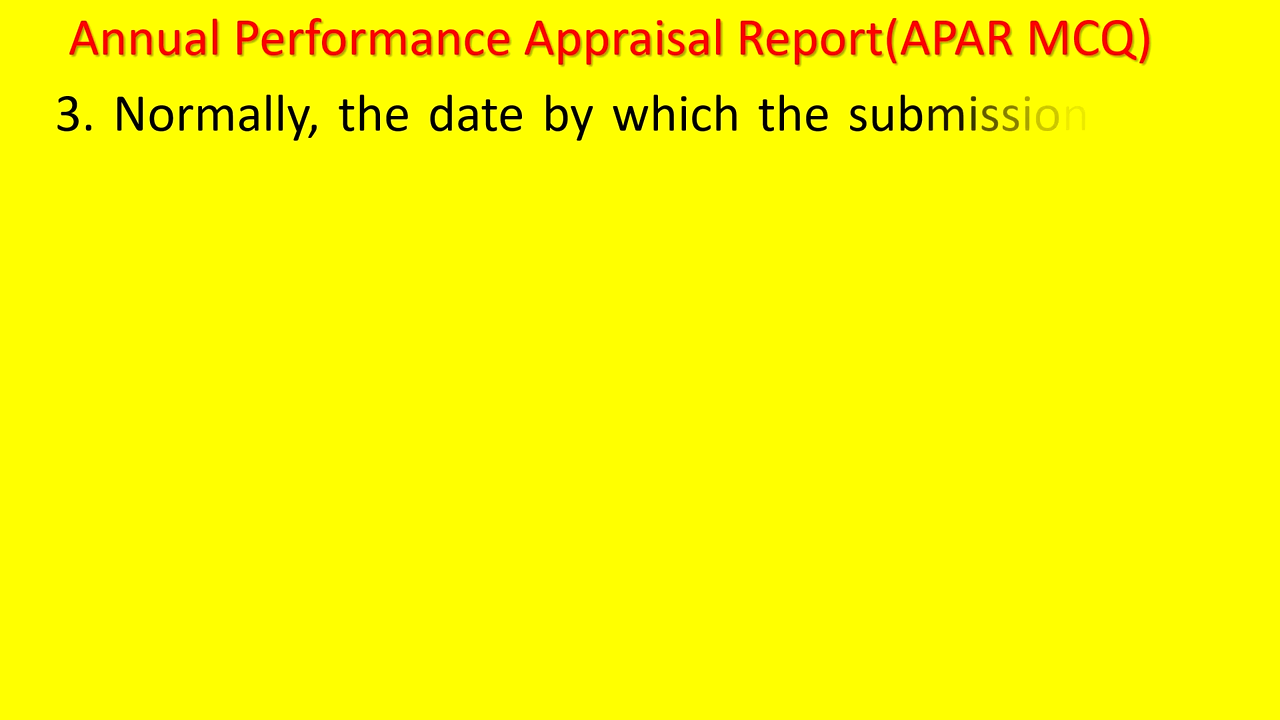 Annual Performance Appraisal Report(APAR MCQ)
3. Normally, the date by which the submission